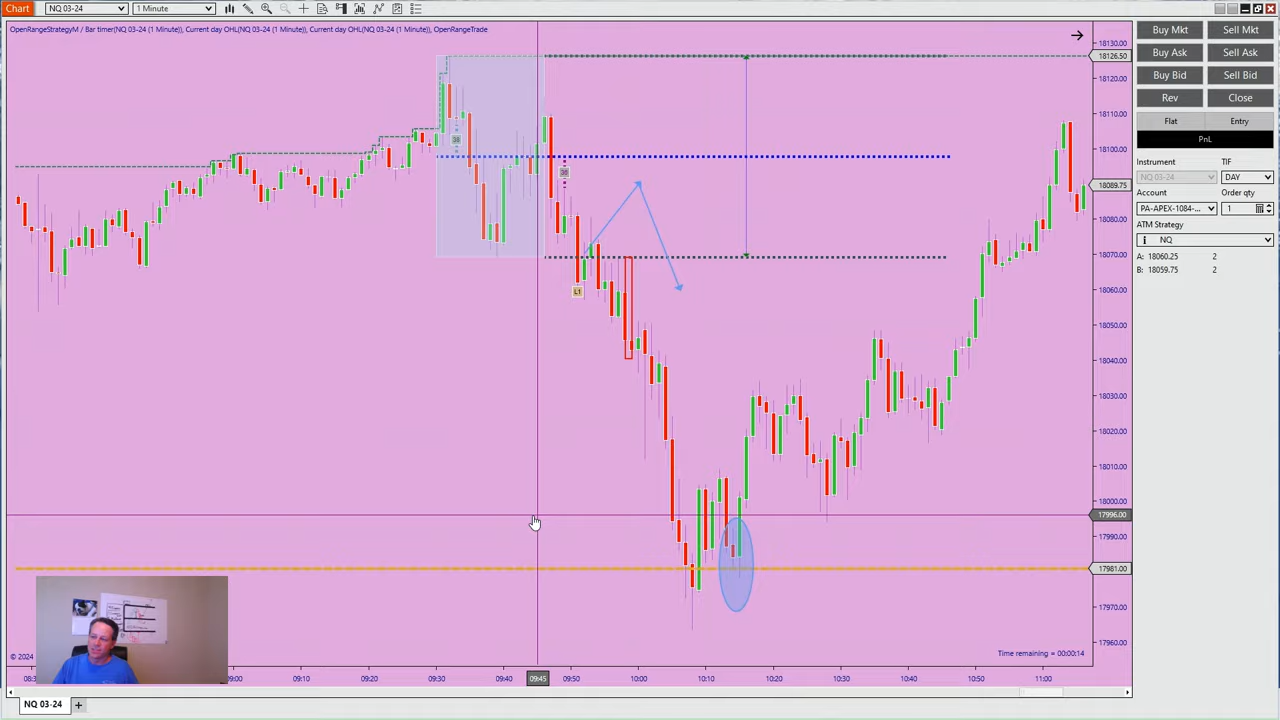 Chart NQ 03-24 1 Minute
OpenRangeStrategyM / Bar timer(NQ 03-24 (1 Minute)), Current day OHL(NQ 03-24 (1 Minute)), Current day OHL(NQ 03-24 (1 Minute)), OpenRangeTrade
18130.00
18126.50
18120.00
18110.00
18100.00
18089.75
18080.00
18070.00
18060.00
18050.00
18040.00
18030.00
18020.00
18010.00
18000.00
17996.00
17990.00
17981.00
17970.00
17960.00
L1
Time remaining = 00:00:14
© 2024
09:00 09:10 09:20 09:30 09:40 09:45 09:50 10:00 10:10 10:20 10:30 10:40 10:50 11:00
NQ 03-24 +
Buy Mkt Sell Mkt
Buy Ask Sell Ask
Buy Bid Sell Bid
Rev Close
Flat Entry
PnL
Instrument TIF
NQ 03-24 DAY
Account Order qty
PA-APEX-1084-... 1
ATM Strategy
NQ
A: 18060.25 2
B: 18059.75 2